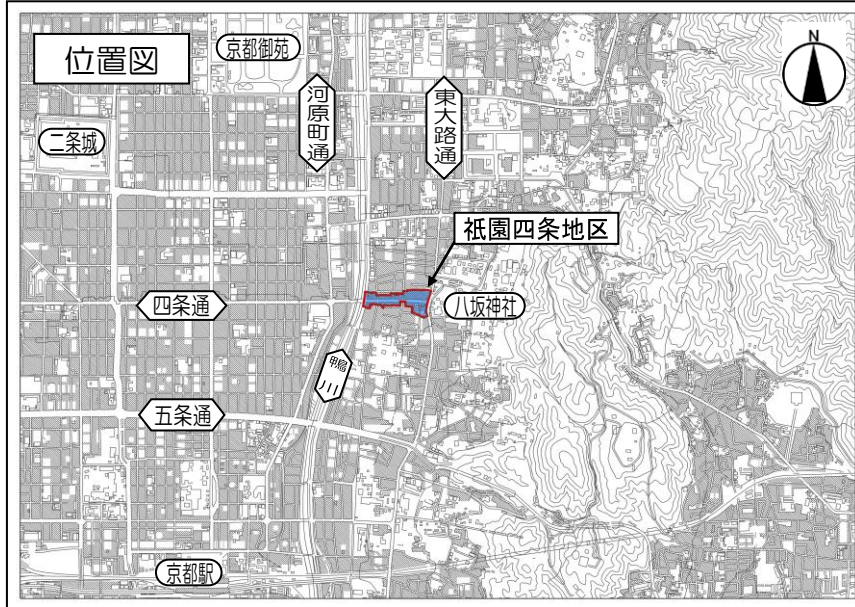 位置図
京都御苑
N
河原町通
東大路通
二条城
祇園四条地区
四条通
八坂神社
鴨川
五条通
京都駅